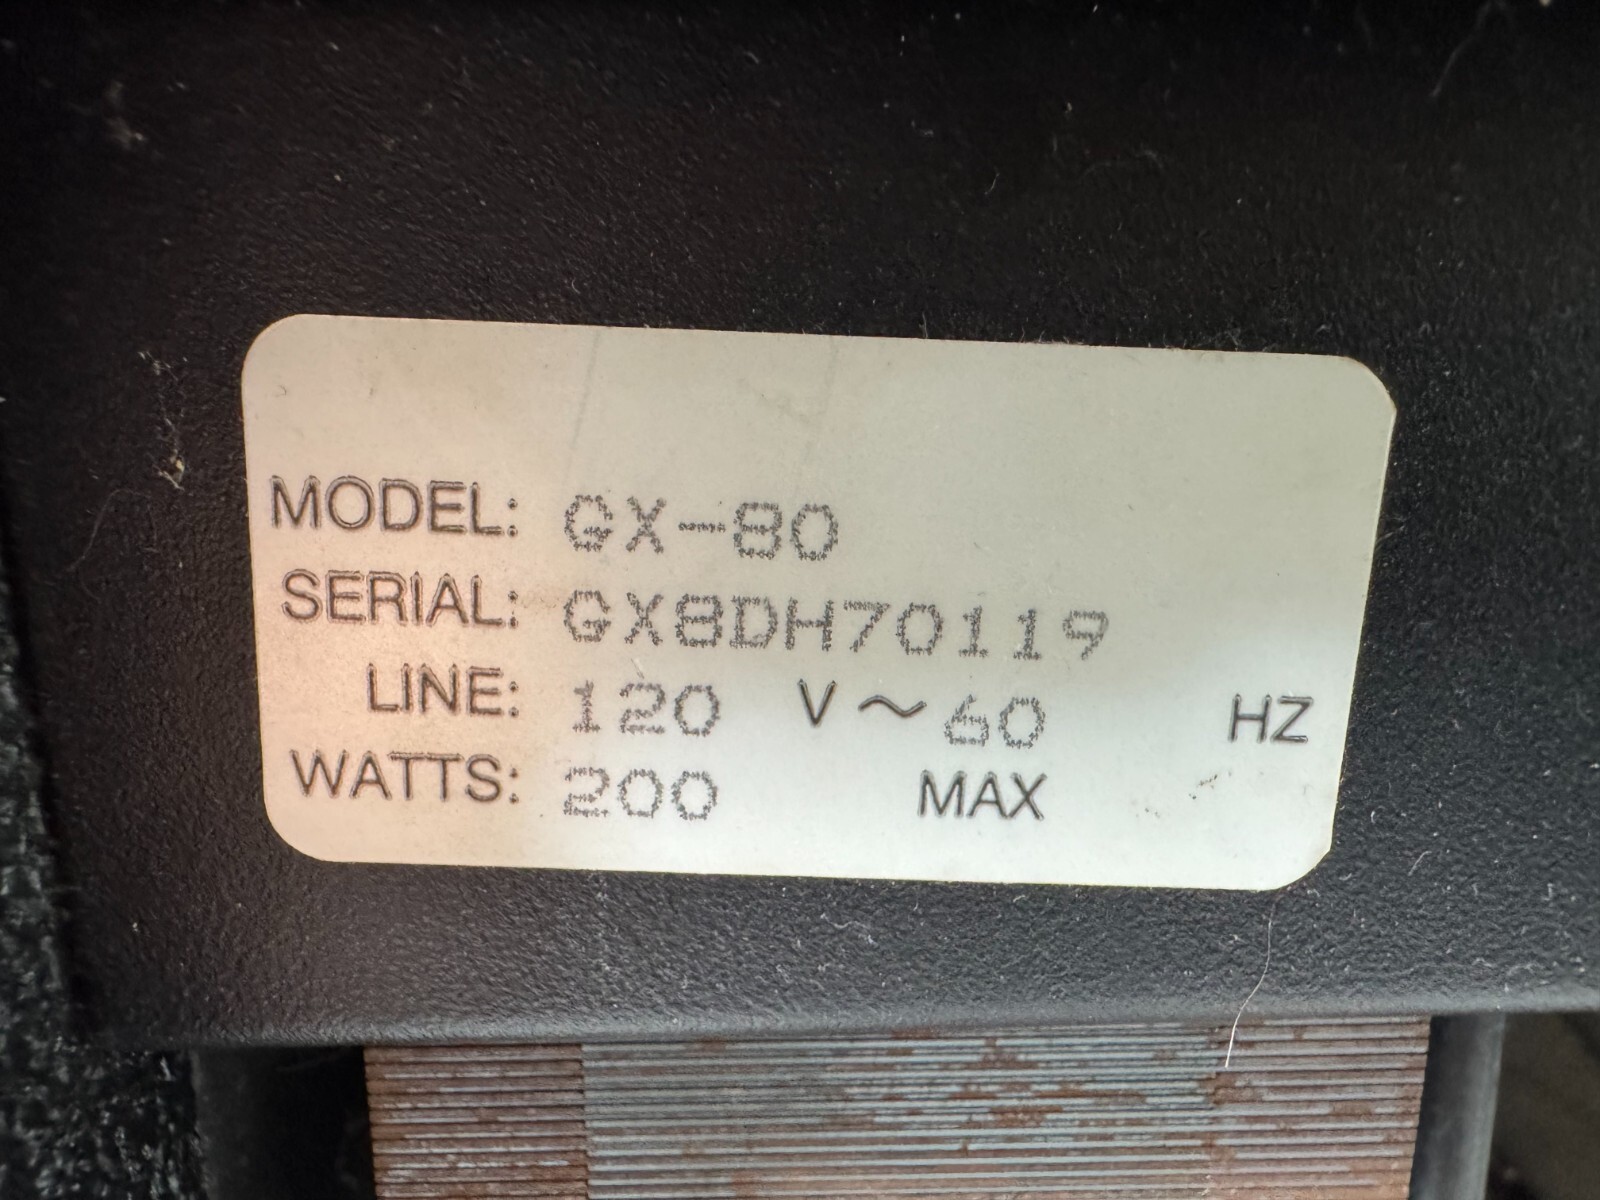 MODEL: GX-80
SERIAL: GX8DH70119
LINE: 120 V ~ 60 HZ
WATTS: 200 MAX